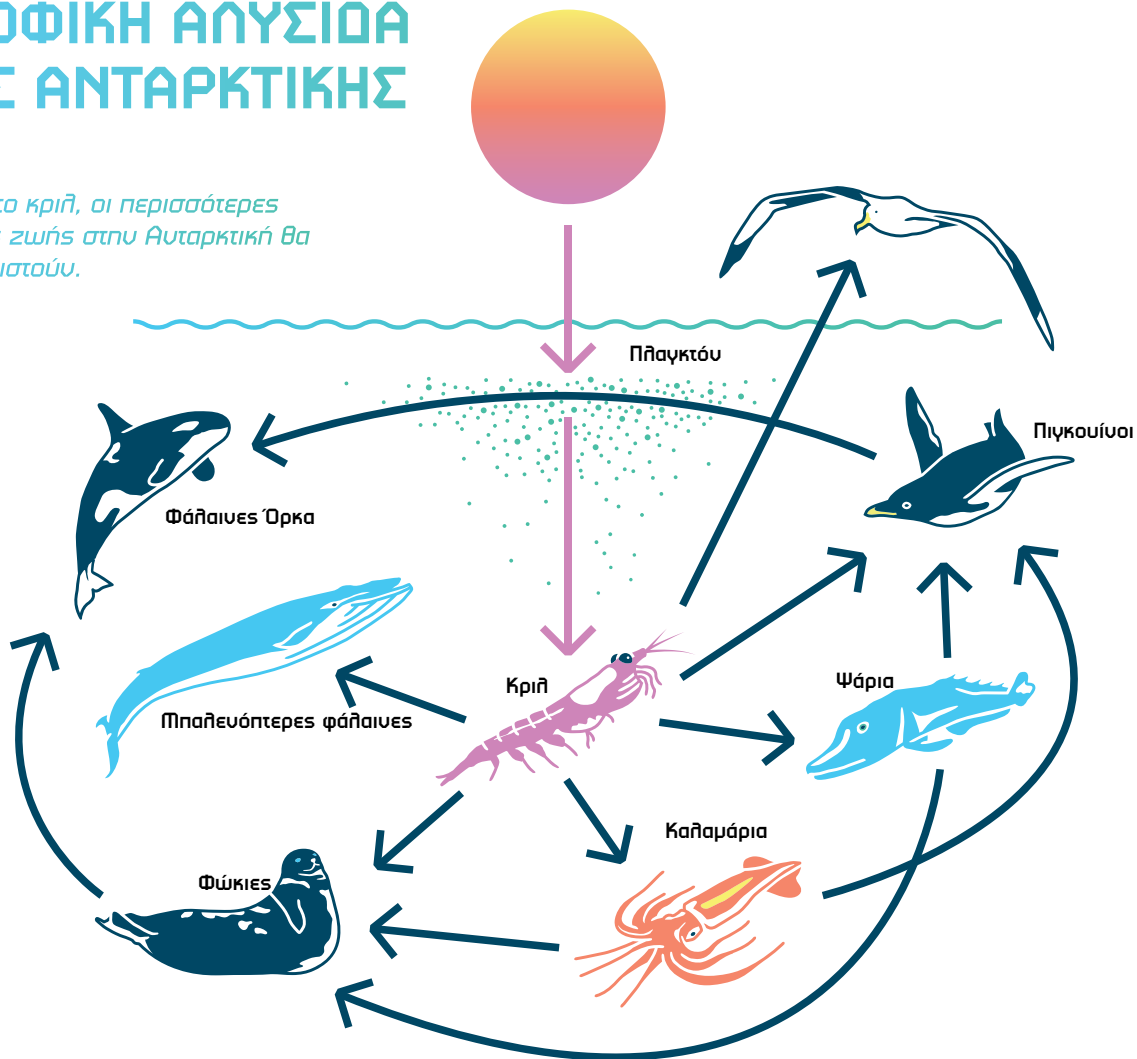 ΟΦΙΚΗ ΑΛΥΣΙΔΑ
Σ ΑΝΤΑΡΚΤΙΚΗΣ
το κριλ, οι περισσότερες
ς ζωής στην Ανταρκτική θα
ιστούν.
Πλαγκτόν
Πιγκουίνοι
Φάλαινες Όρκα
Κριλ
Ψάρια
Μπαλενόπτερες φάλαινες
Καλαμάρια
Φώκιες